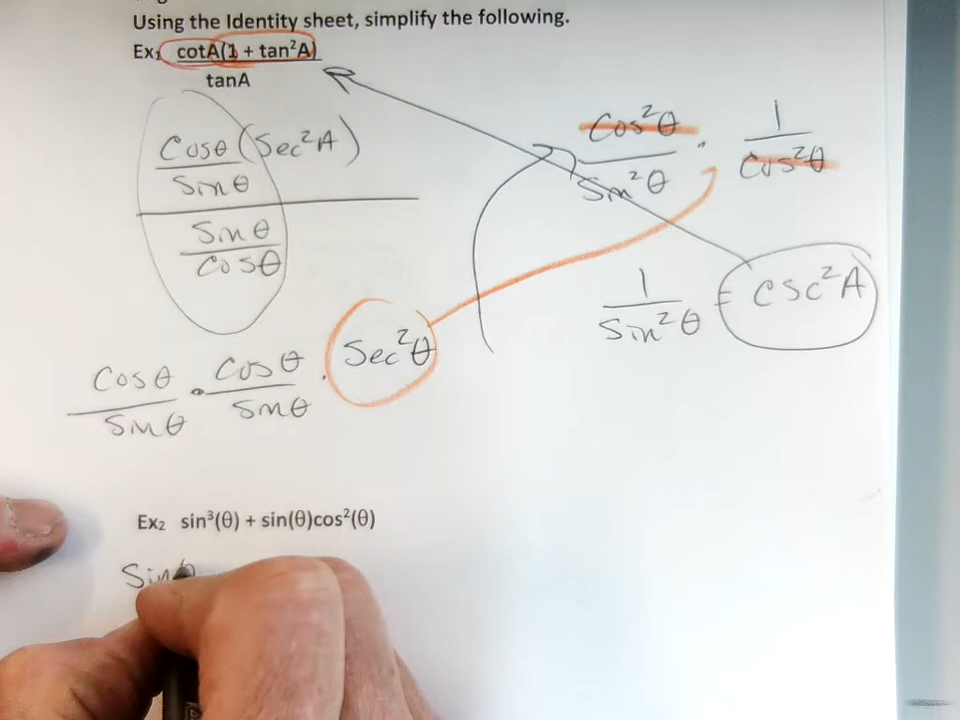 Using the Identity sheet, simplify the following.
Ex1 cotA(1 + tan²A)
tanA
Cosθ (Sec²A)
Sinθ
Sinθ
Cosθ
Cos²θ · 1
Sin²θ Cos²θ
1 = Csc²A
Sin²θ
Cosθ · Cosθ · Sec²θ
Sinθ Sinθ
Ex2 sin³(θ) + sin(θ)cos²(θ)
Sinθ